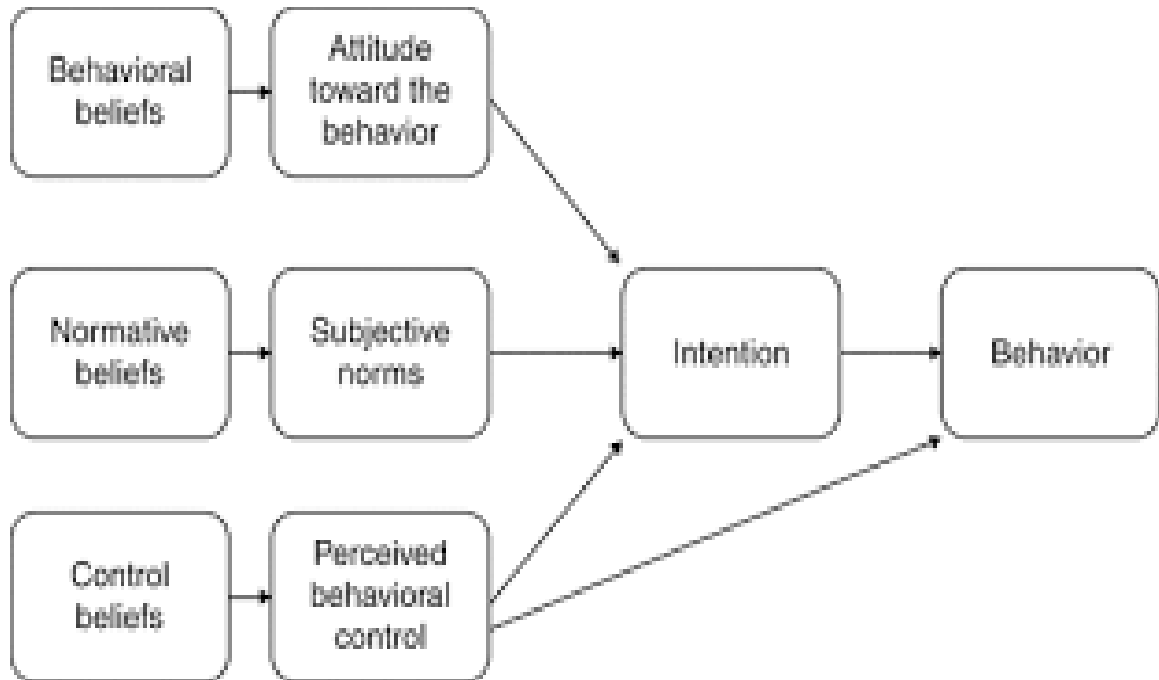 Behavioral
beliefs
Attitude
toward the
behavior
Normative
beliefs
Subjective
norms
Intention
Behavior
Control
beliefs
Perceived
behavioral
control